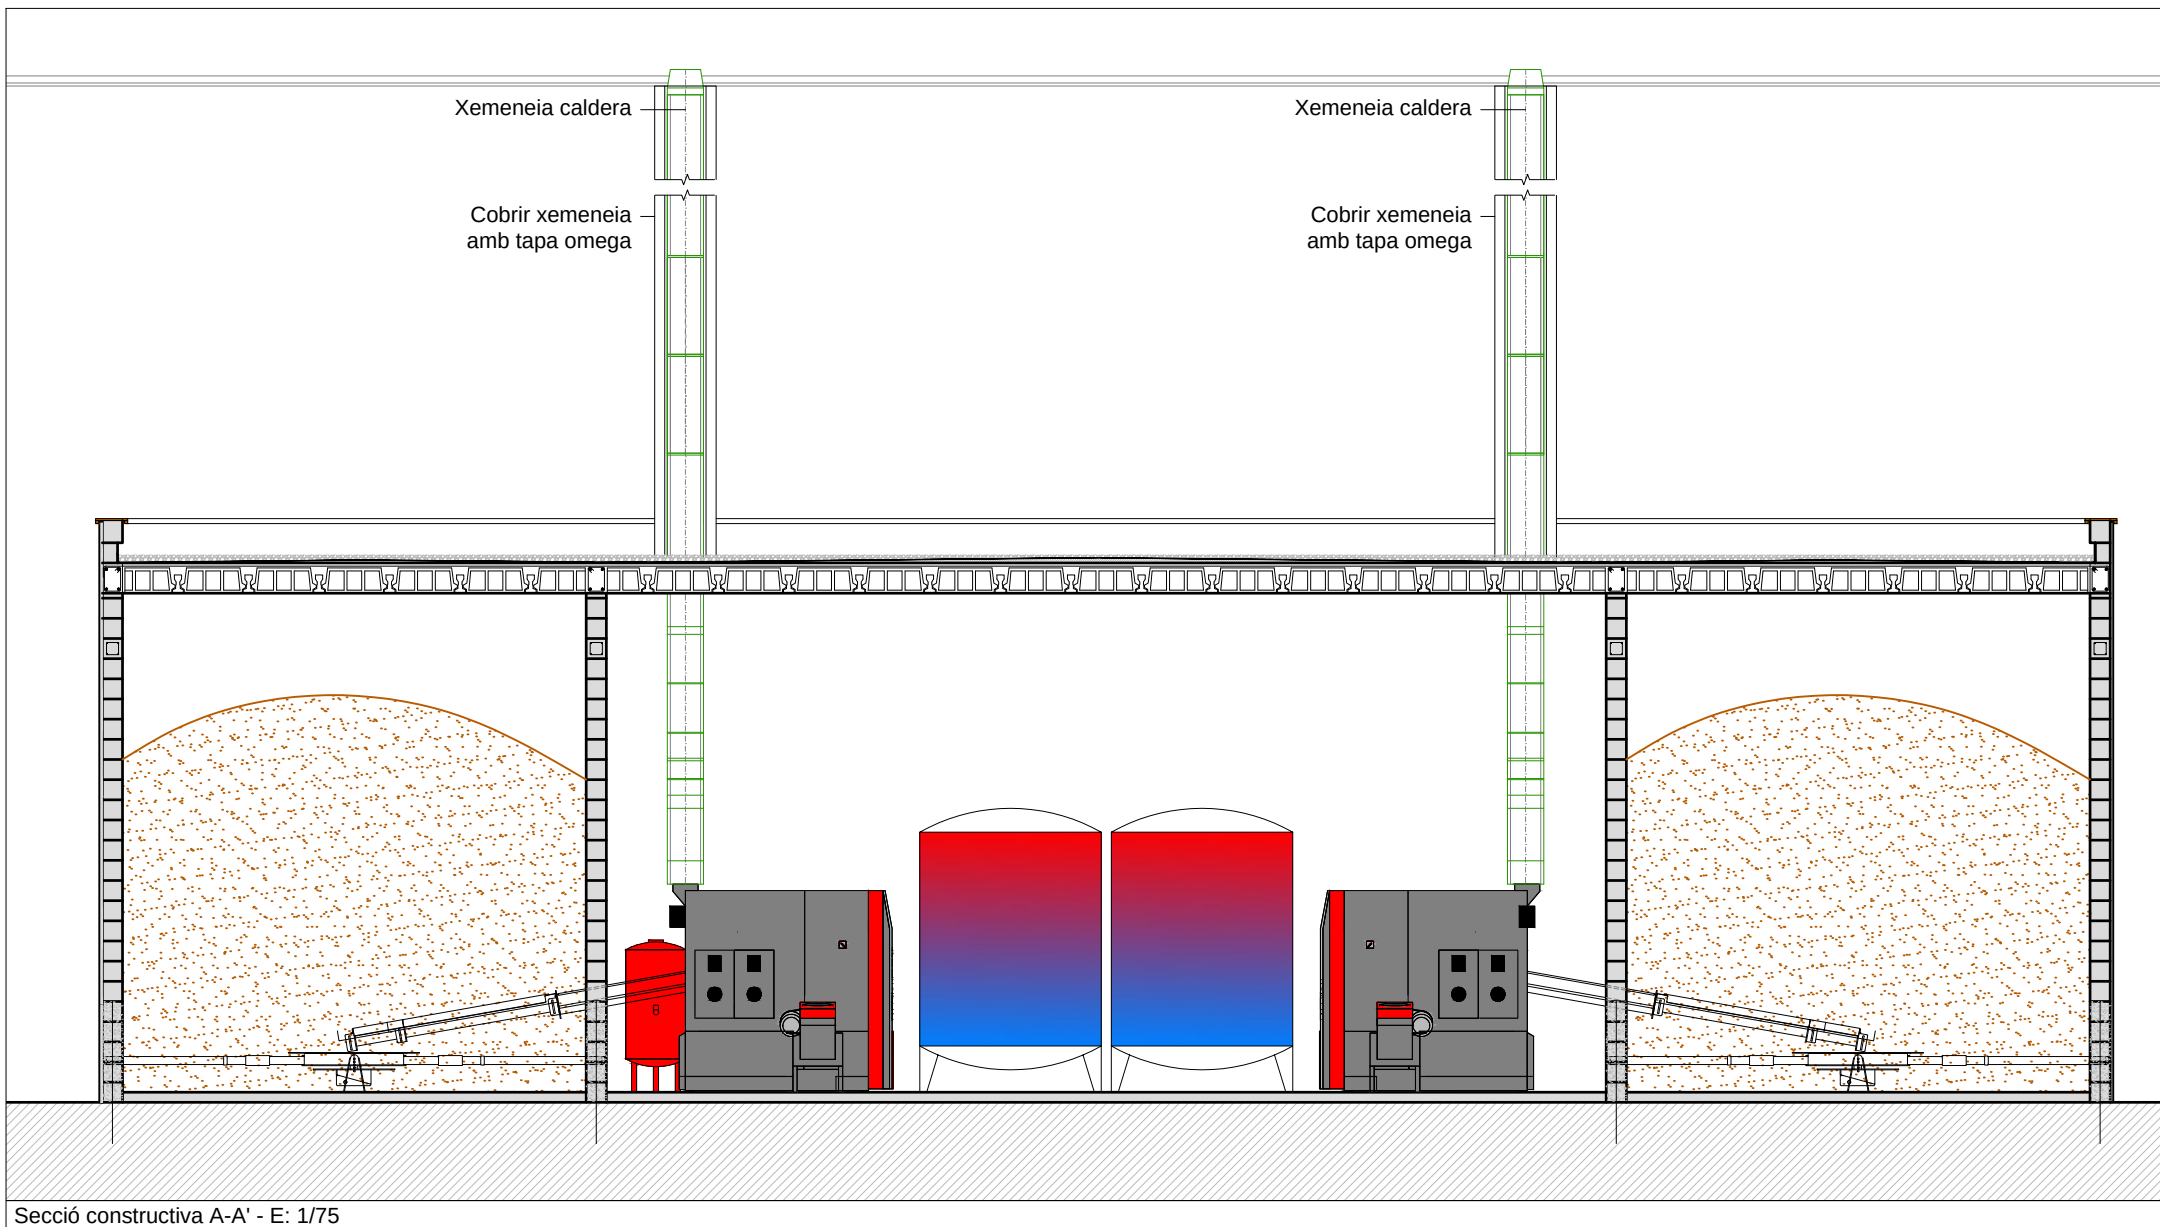 Xemeneia caldera
Xemeneia caldera
Cobrir xemeneia
amb tapa omega
Cobrir xemeneia
amb tapa omega
Secció constructiva A-A' - E: 1/75